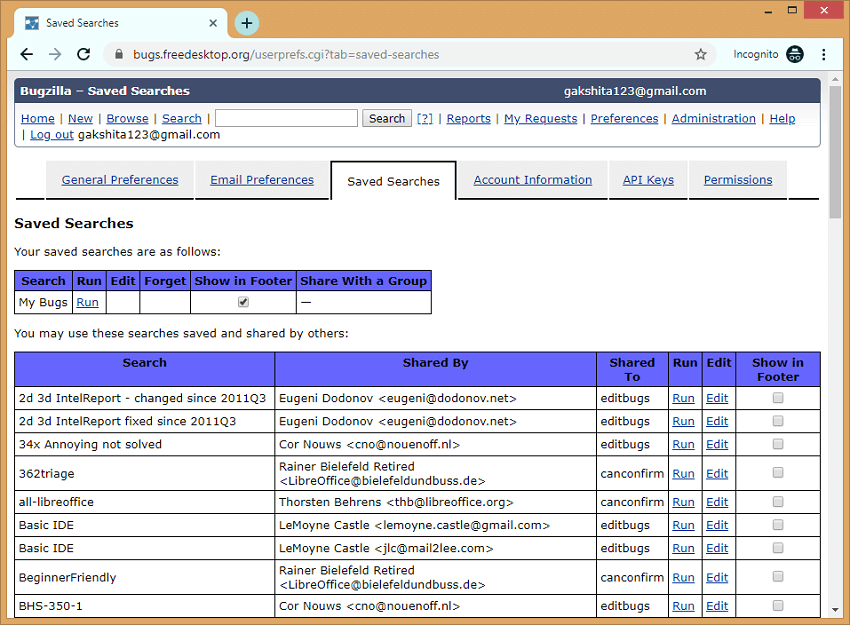 Saved Searches
bugs.freedesktop.org/userprefs.cgi?tab=saved-searches
Incognito
Bugzilla – Saved Searches gakshita123@gmail.com
Home | New | Browse | Search | Search [?] | Reports | My Requests | Preferences | Administration | Help
| Log out gakshita123@gmail.com
General Preferences Email Preferences Saved Searches Account Information API Keys Permissions
Saved Searches
Your saved searches are as follows:
Search Run Edit Forget Show in Footer Share With a Group
My Bugs Run —
You may use these searches saved and shared by others:
Search Shared By Shared To Run Edit Show in Footer
2d 3d IntelReport - changed since 2011Q3 Eugeni Dodonov <eugeni@dodonov.net> editbugs Run Edit
2d 3d IntelReport fixed since 2011Q3 Eugeni Dodonov <eugeni@dodonov.net> editbugs Run Edit
34x Annoying not solved Cor Nouws <cno@nouenoff.nl> editbugs Run Edit
362triage Rainer Bielefeld Retired <LibreOffice@bielefeldundbuss.de> canconfirm Run Edit
all-libreoffice Thorsten Behrens <thb@libreoffice.org> canconfirm Run Edit
Basic IDE LeMoyne Castle <lemoyne.castle@gmail.com> editbugs Run Edit
Basic IDE LeMoyne Castle <jlc@mail2lee.com> editbugs Run Edit
BeginnerFriendly Rainer Bielefeld Retired <LibreOffice@bielefeldundbuss.de> canconfirm Run Edit
BHS-350-1 Cor Nouws <cno@nouenoff.nl> editbugs Run Edit